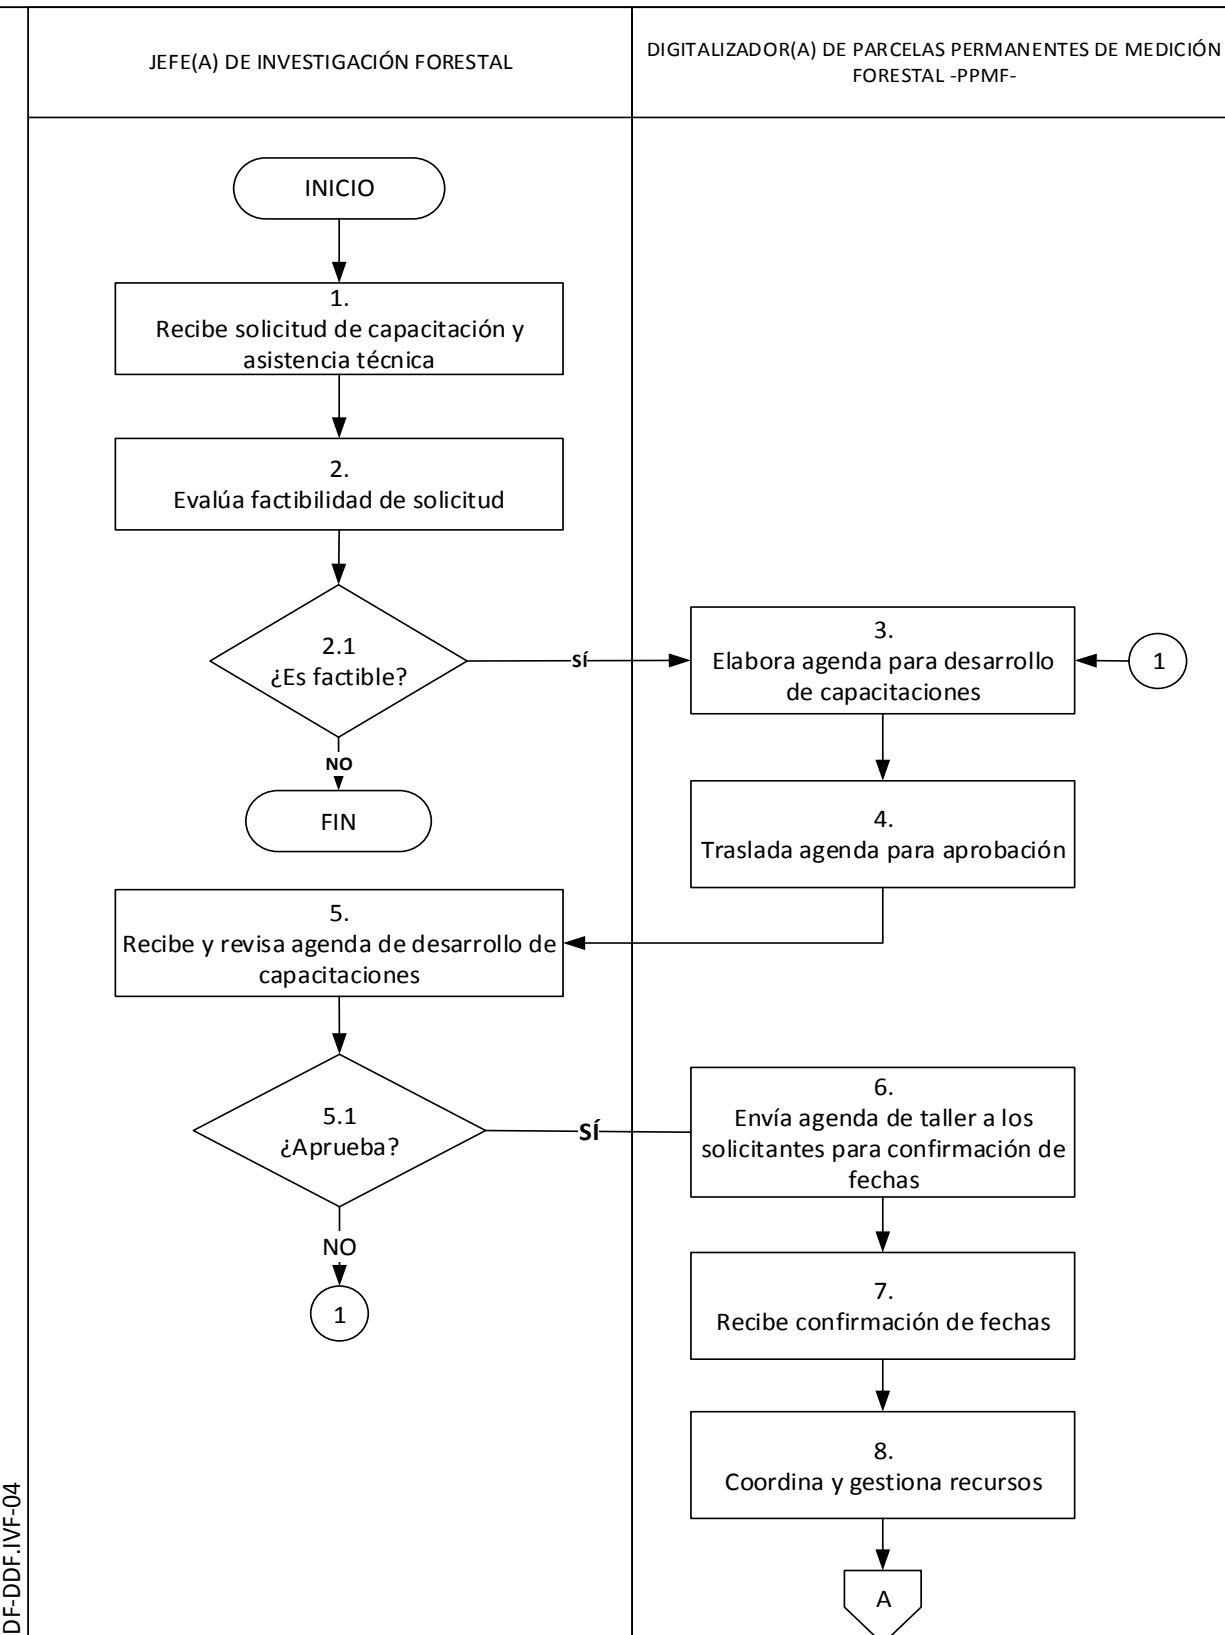 JEFE(A) DE INVESTIGACIÓN FORESTAL
DIGITALIZADOR(A) DE PARCELAS PERMANENTES DE MEDICIÓN
FORESTAL -PPMF-
INICIO
1.
Recibe solicitud de capacitación y
asistencia técnica
2.
Evalúa factibilidad de solicitud
2.1
¿Es factible?
SÍ
NO
FIN
3.
Elabora agenda para desarrollo
de capacitaciones
1
4.
Traslada agenda para aprobación
5.
Recibe y revisa agenda de desarrollo de
capacitaciones
5.1
¿Aprueba?
SÍ
NO
1
6.
Envía agenda de taller a los
solicitantes para confirmación de
fechas
7.
Recibe confirmación de fechas
8.
Coordina y gestiona recursos
A
DF-DDF.IVF-04